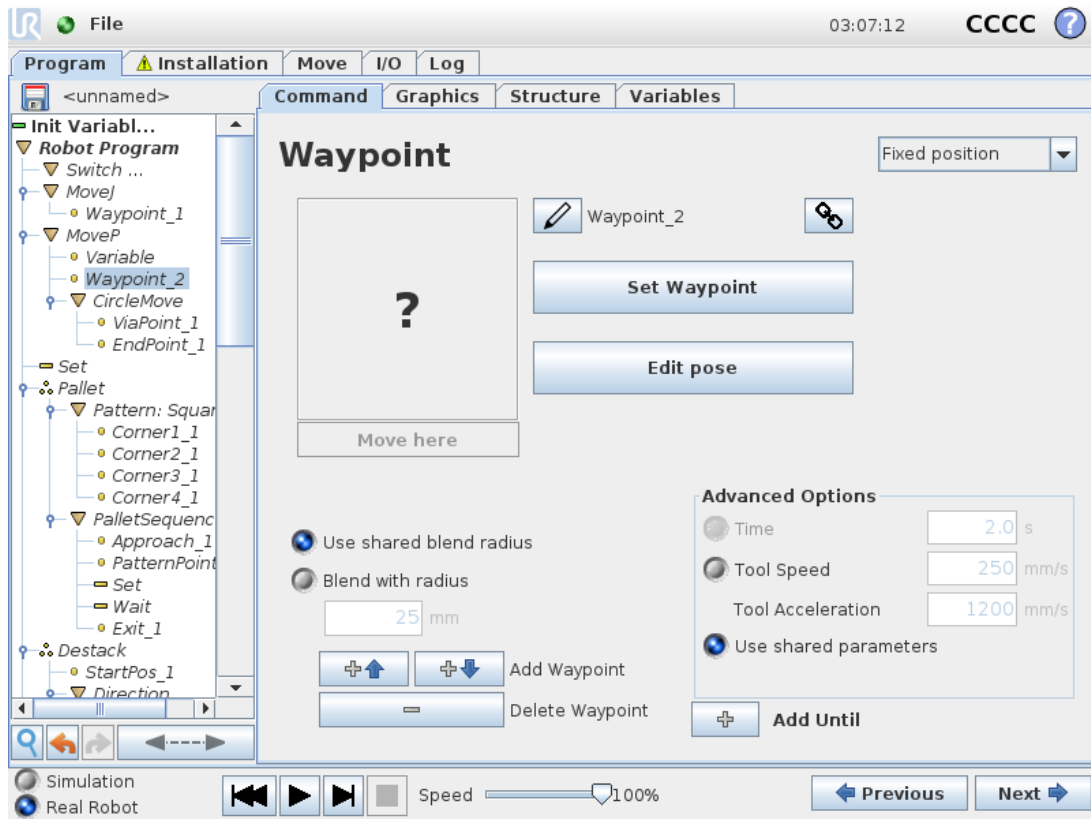 UR File 03:07:12 CCCC ?
Program Installation Move I/O Log
<unnamed> Command Graphics Structure Variables
Init Variabl...
Robot Program
Switch ...
MoveJ
Waypoint_1
MoveP
Variable
Waypoint_2
CircleMove
ViaPoint_1
EndPoint_1
Set
Pallet
Pattern: Squar
Corner1_1
Corner2_1
Corner3_1
Corner4_1
PalletSequenc
Approach_1
PatternPoint
Set
Wait
Exit_1
Destack
StartPos_1
Direction
Waypoint
Fixed position
Waypoint_2
?
Set Waypoint
Edit pose
Move here
Use shared blend radius
Blend with radius
25 mm
Add Waypoint
Delete Waypoint
Advanced Options
Time 2.0 s
Tool Speed 250 mm/s
Tool Acceleration 1200 mm/s
Use shared parameters
Add Until
Simulation
Real Robot
Speed 100%
Previous Next